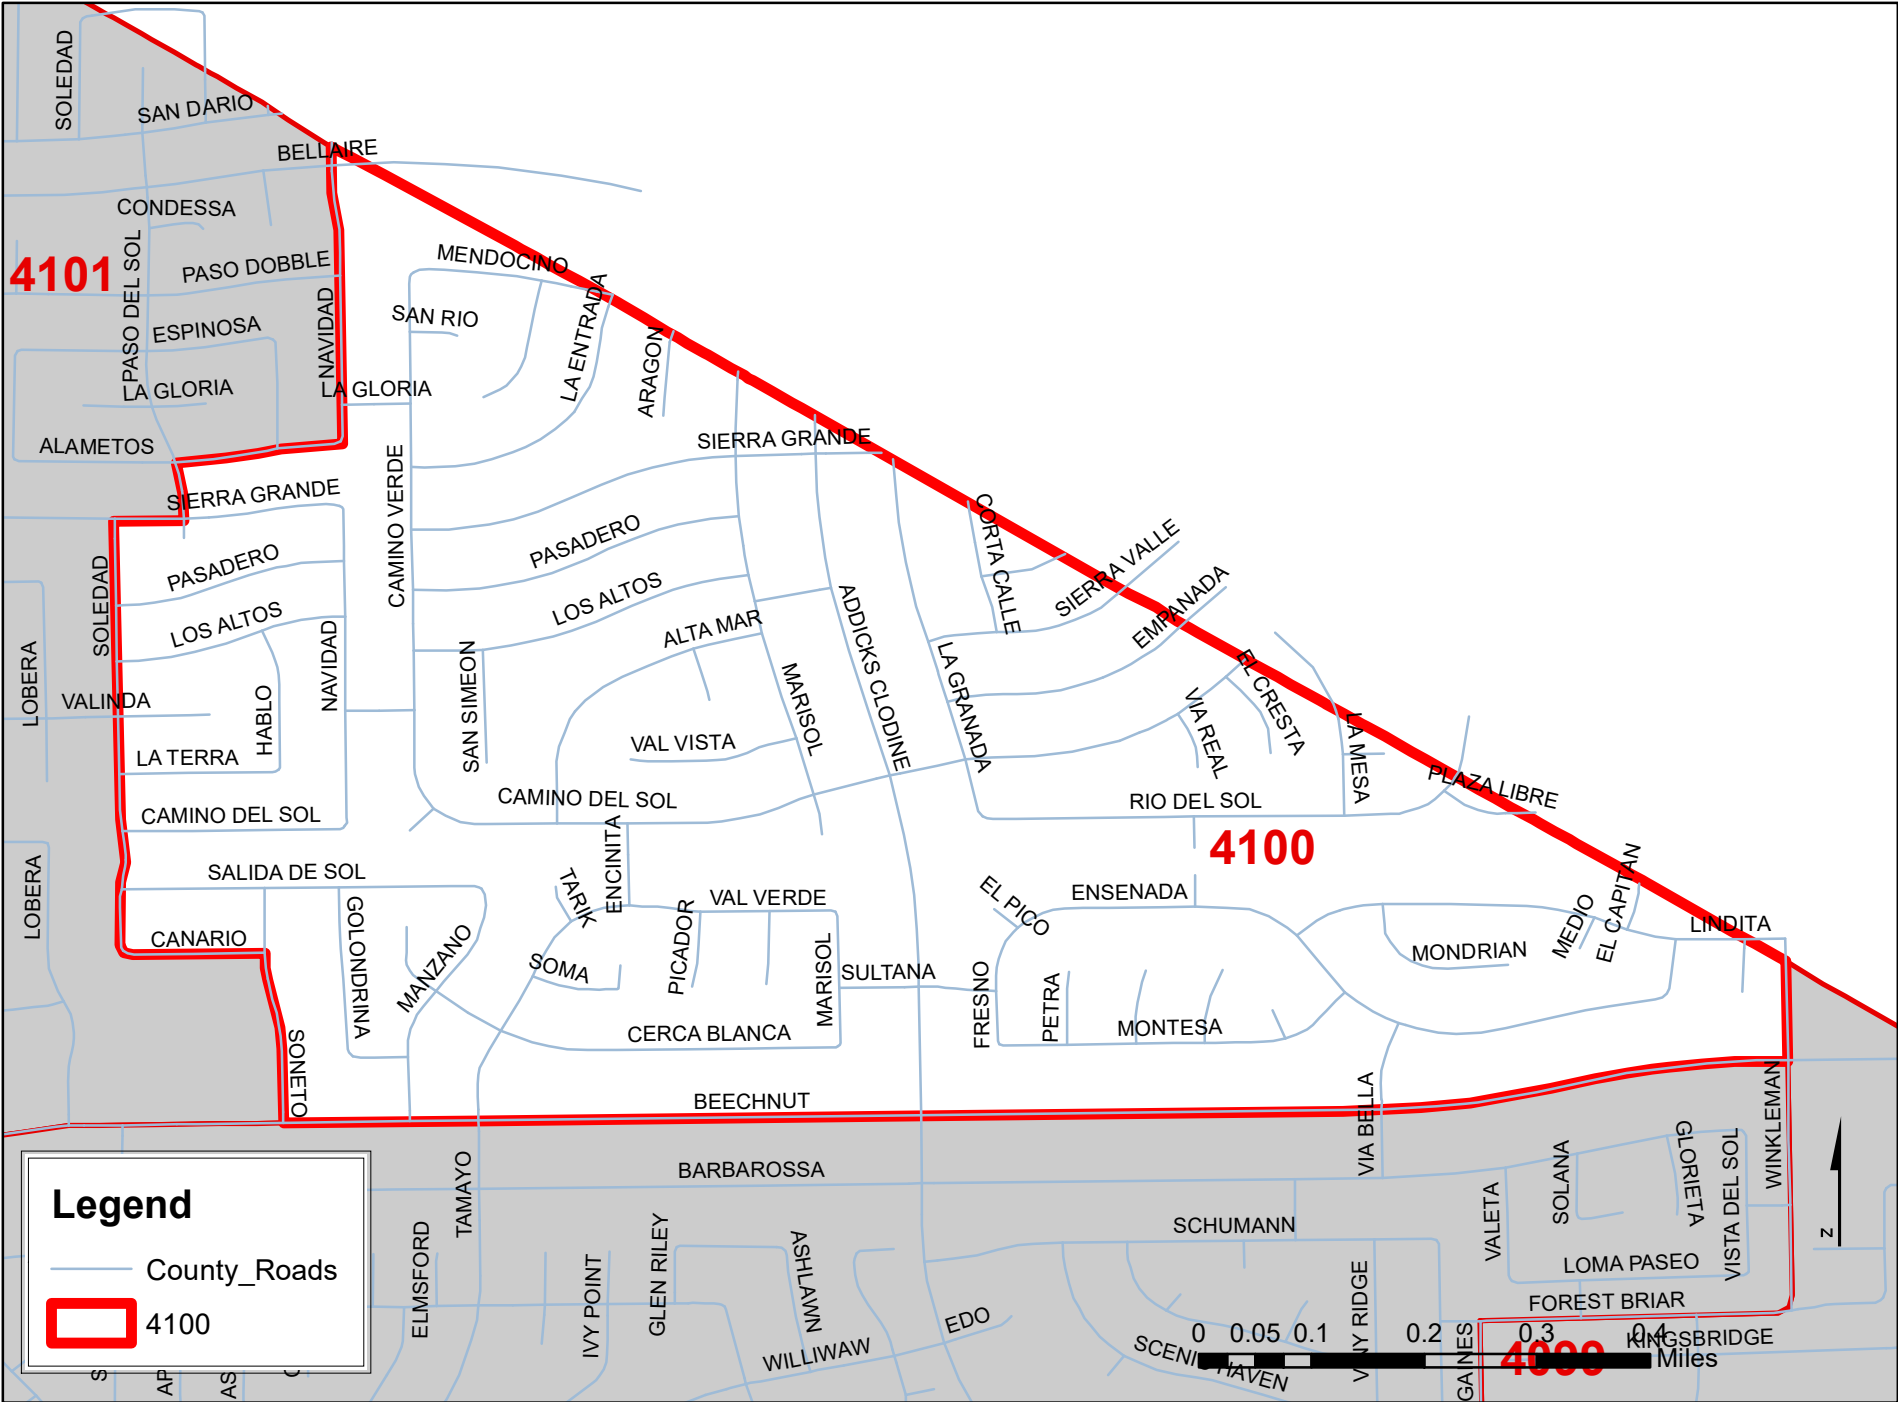 SOLEDAD
SAN DARIO
BELLAIRE
CONDESSA
PASO DEL SOL
PASO DOBBLE
4101
NAVIDAD
ESPINOSA
LA GLORIA
LA GLORIA
ALAMETOS
MENDOCINO
SAN RIO
LA ENTRADA
ARAGON
SIERRA GRANDE
SIERRA GRANDE
CAMINO VERDE
PASADERO
PASADERO
SOLEDAD
LOS ALTOS
LOS ALTOS
CORTA CALLE
SIERRA VALLE
EMPANADA
ALTA MAR
ADDICKS CLODINE
LOBERA
VALINDA
HABLO
NAVIDAD
SAN SIMEON
MARISOL
LA GRANADA
EL CRESTA
VIA REAL
LA MESA
VAL VISTA
LA TERRA
CAMINO DEL SOL
CAMINO DEL SOL
RIO DEL SOL
PLAZA LIBRE
4100
LOBERA
SALIDA DE SOL
ENCINITA
TARIK
VAL VERDE
EL PICO
ENSENADA
MEDIO
EL CAPITAN
LINDITA
CANARIO
GOLONDRINA
MANZANO
SOMA
PICADOR
MARISOL
SULTANA
FRESNO
PETRA
MONDRIAN
MONTESA
CERCA BLANCA
SONETO
BEECHNUT
VIA BELLA
WINKLEMAN
BARBAROSSA
TAMAYO
SOLANA
GLORIETA
VISTA DEL SOL
VALETA
SCHUMANN
ELMSFORD
IVY POINT
GLEN RILEY
ASHLAWN
LOMA PASEO
FOREST BRIAR
KINGSBRIDGE
EDO
WILLIWAW
GAINES
4099
Legend
County_Roads
4100
0 0.05 0.1 0.2 0.3 0.4
Miles
Z
AP
AS